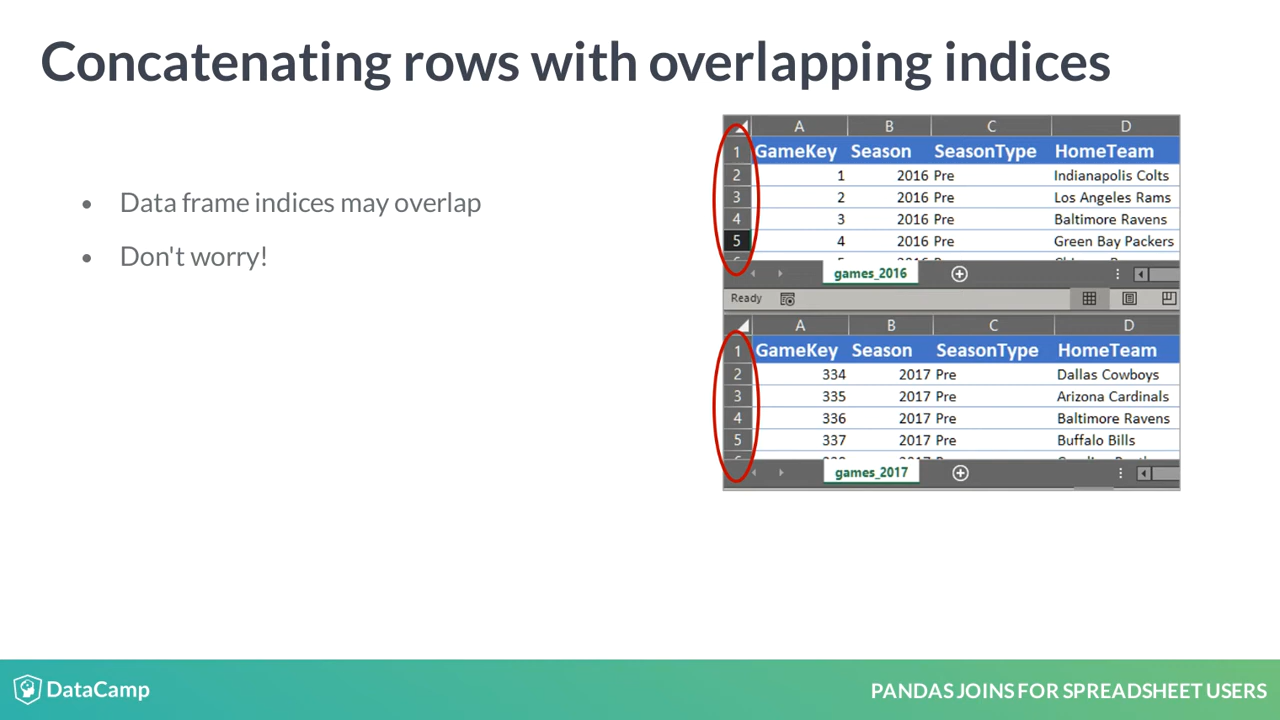 Concatenating rows with overlapping indices
• Data frame indices may overlap
• Don't worry!
A B C D
1 GameKey Season SeasonType HomeTeam
2 1 2016 Pre Indianapolis Colts
3 2 2016 Pre Los Angeles Rams
4 3 2016 Pre Baltimore Ravens
5 4 2016 Pre Green Bay Packers
games_2016
Ready
A B C D
1 GameKey Season SeasonType HomeTeam
2 334 2017 Pre Dallas Cowboys
3 335 2017 Pre Arizona Cardinals
4 336 2017 Pre Baltimore Ravens
5 337 2017 Pre Buffalo Bills
games_2017
DataCamp
PANDAS JOINS FOR SPREADSHEET USERS